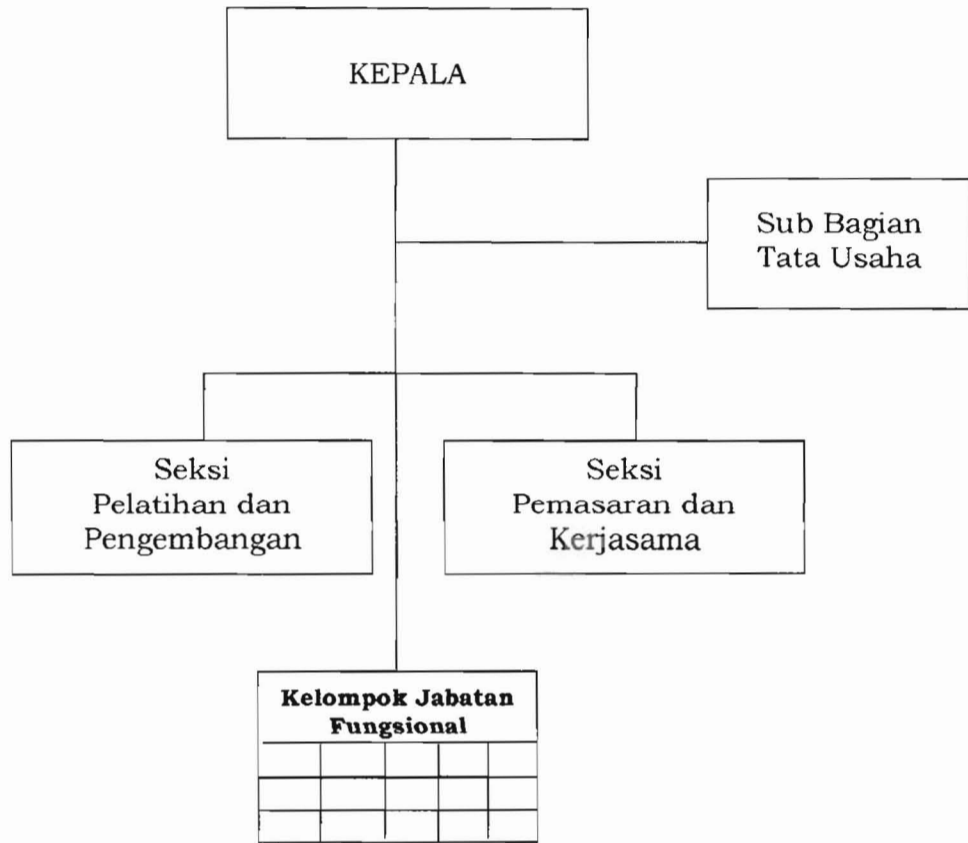 KEPALA
Sub Bagian
Tata Usaha
Seksi
Pelatihan dan
Pengembangan
Seksi
Pemasaran dan
Kerjasama
Kelompok Jabatan
Fungsional